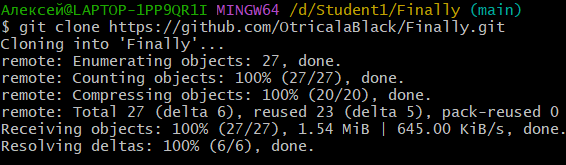 Алексей@LAPTOP-1PP9QR1I MINGW64 /d/Student1/Finally (main)
$ git clone https://github.com/OtricalaBlack/Finally.git
Cloning into 'Finally'...
remote: Enumerating objects: 27, done.
remote: Counting objects: 100% (27/27), done.
remote: Compressing objects: 100% (20/20), done.
remote: Total 27 (delta 6), reused 23 (delta 5), pack-reused 0
Receiving objects: 100% (27/27), 1.54 MiB | 645.00 KiB/s, done.
Resolving deltas: 100% (6/6), done.